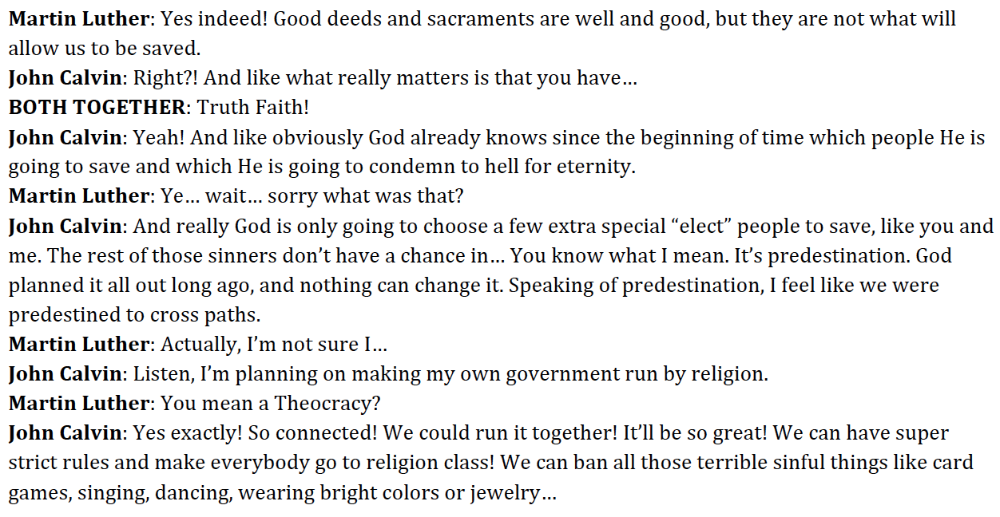 Martin Luther: Yes indeed! Good deeds and sacraments are well and good, but they are not what will
allow us to be saved.
John Calvin: Right?! And like what really matters is that you have…
BOTH TOGETHER: Truth Faith!
John Calvin: Yeah! And like obviously God already knows since the beginning of time which people He is
going to save and which He is going to condemn to hell for eternity.
Martin Luther: Ye… wait… sorry what was that?
John Calvin: And really God is only going to choose a few extra special “elect” people to save, like you and
me. The rest of those sinners don’t have a chance in… You know what I mean. It’s predestination. God
planned it all out long ago, and nothing can change it. Speaking of predestination, I feel like we were
predestined to cross paths.
Martin Luther: Actually, I’m not sure I…
John Calvin: Listen, I’m planning on making my own government run by religion.
Martin Luther: You mean a Theocracy?
John Calvin: Yes exactly! So connected! We could run it together! It’ll be so great! We can have super
strict rules and make everybody go to religion class! We can ban all those terrible sinful things like card
games, singing, dancing, wearing bright colors or jewelry…